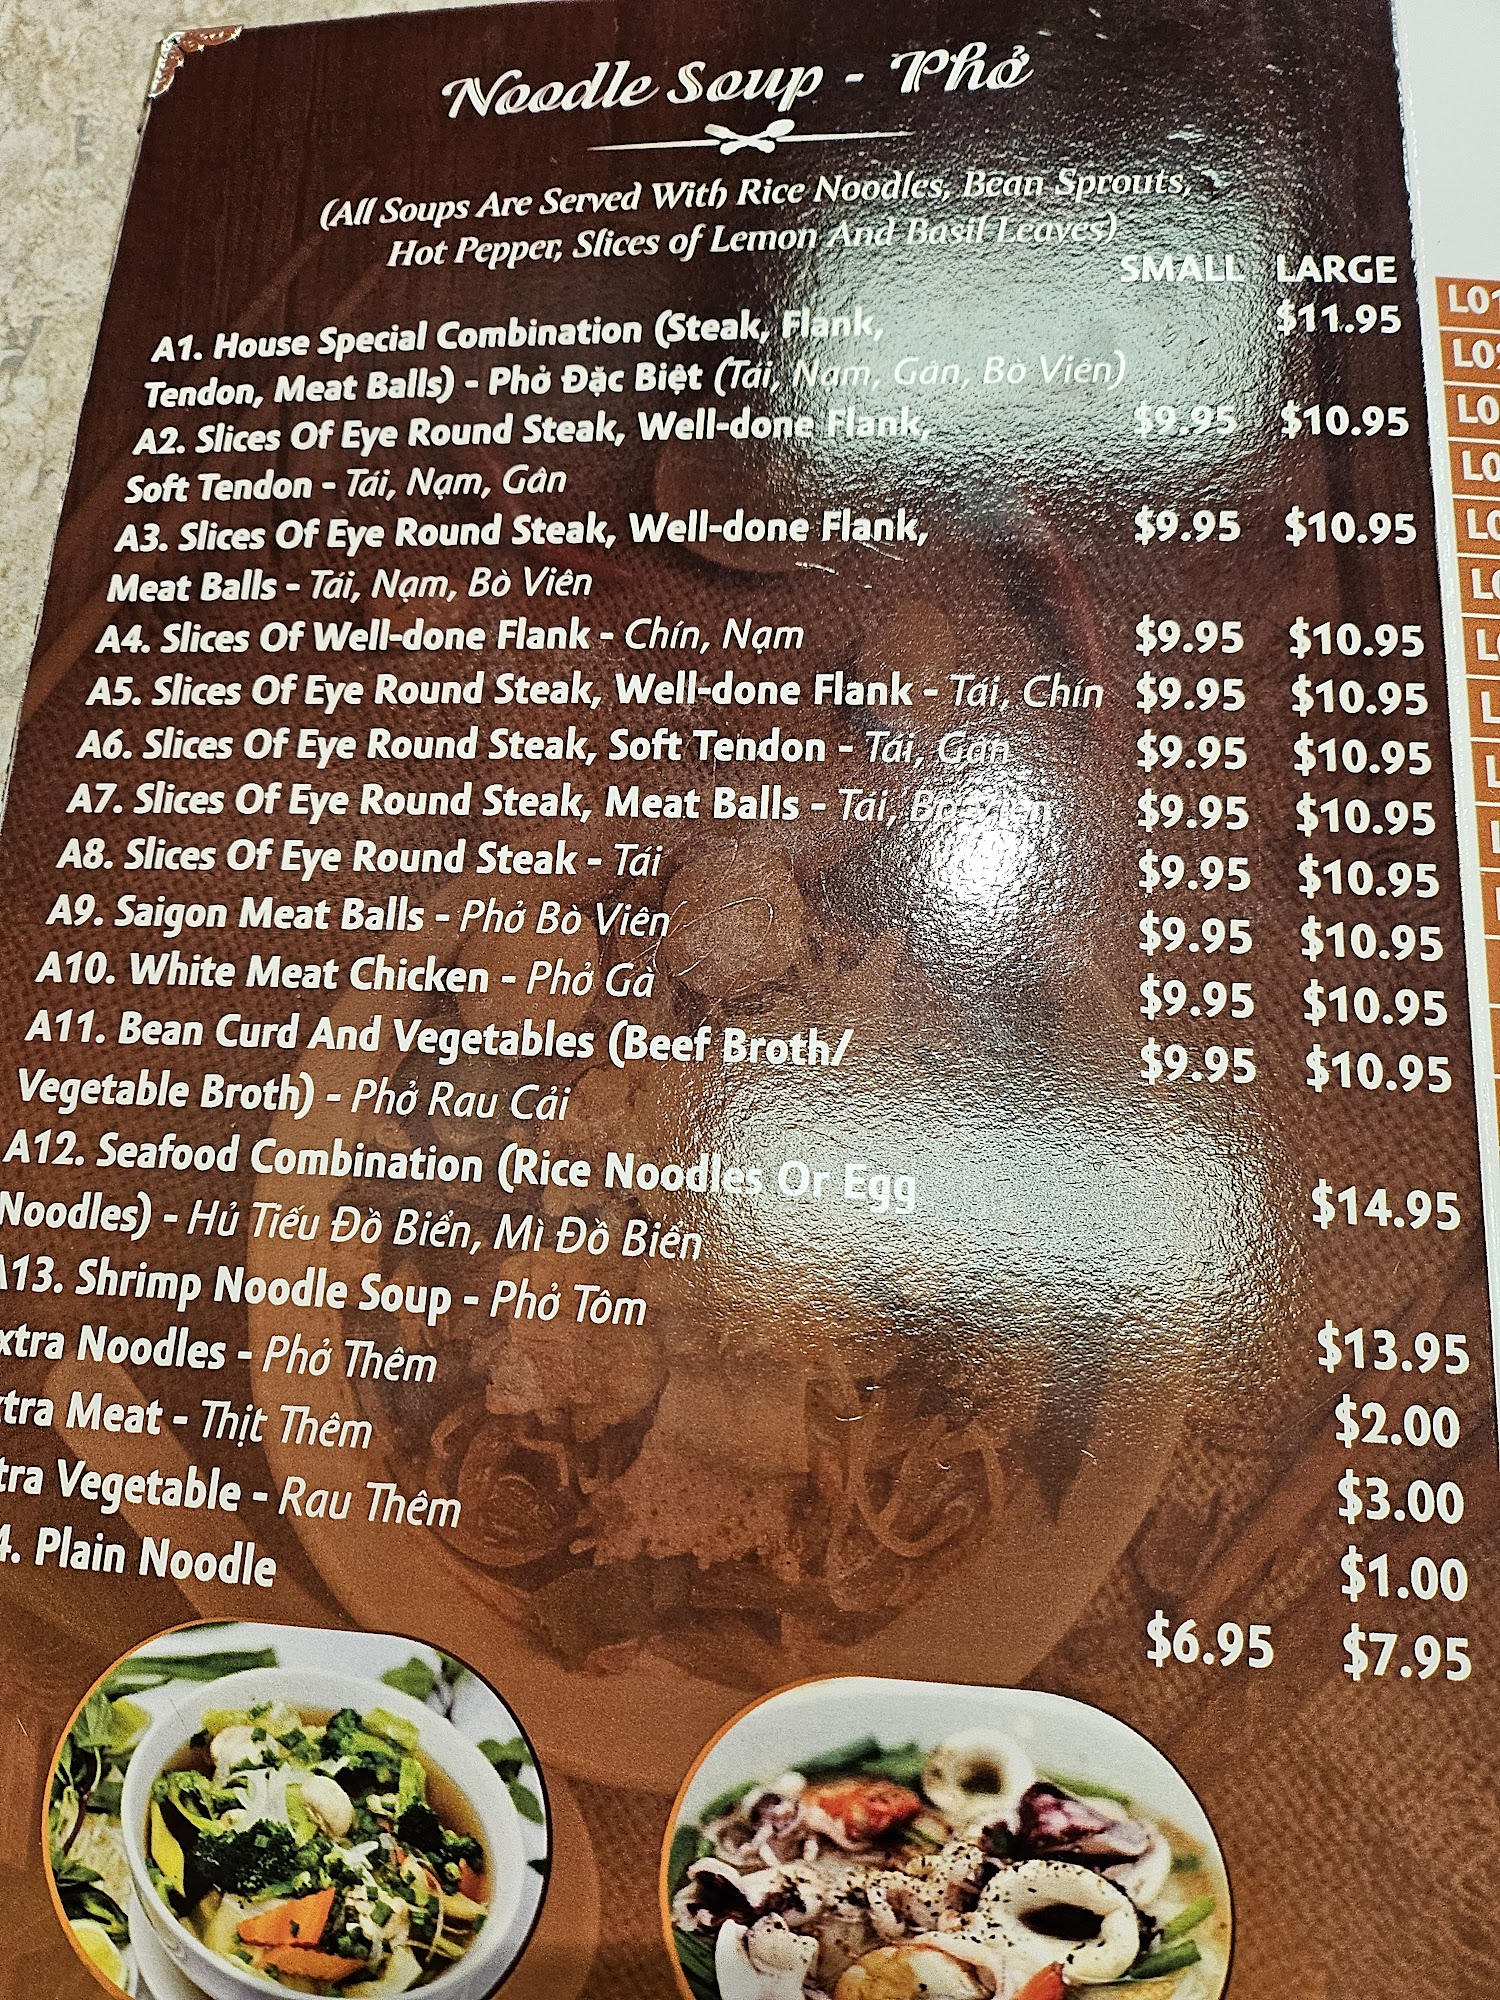 Noodle Soup - Phở
(All Soups Are Served With Rice Noodles, Bean Sprouts,
Hot Pepper, Slices of Lemon And Basil Leaves)
SMALL LARGE
A1. House Special Combination (Steak, Flank, $11.95
Tendon, Meat Balls) - Phở Đặc Biệt (Tái, Nạm, Gân, Bò Viên)
A2. Slices Of Eye Round Steak, Well-done Flank, $9.95 $10.95
Soft Tendon - Tái, Nạm, Gân
A3. Slices Of Eye Round Steak, Well-done Flank, $9.95 $10.95
Meat Balls - Tái, Nạm, Bò Viên
A4. Slices Of Well-done Flank - Chín, Nạm $9.95 $10.95
A5. Slices Of Eye Round Steak, Well-done Flank - Tái, Chín $9.95 $10.95
A6. Slices Of Eye Round Steak, Soft Tendon - Tái, Gân $9.95 $10.95
A7. Slices Of Eye Round Steak, Meat Balls - Tái, Bò Viên $9.95 $10.95
A8. Slices Of Eye Round Steak - Tái $9.95 $10.95
A9. Saigon Meat Balls - Phở Bò Viên $9.95 $10.95
A10. White Meat Chicken - Phở Gà $9.95 $10.95
A11. Bean Curd And Vegetables (Beef Broth/ $9.95 $10.95
Vegetable Broth) - Phở Rau Cải
A12. Seafood Combination (Rice Noodles Or Egg $14.95
Noodles) - Hủ Tiếu Đồ Biển, Mì Đồ Biển
A13. Shrimp Noodle Soup - Phở Tôm $13.95
xtra Noodles - Phở Thêm $2.00
tra Meat - Thịt Thêm $3.00
tra Vegetable - Rau Thêm $1.00
4. Plain Noodle $6.95 $7.95